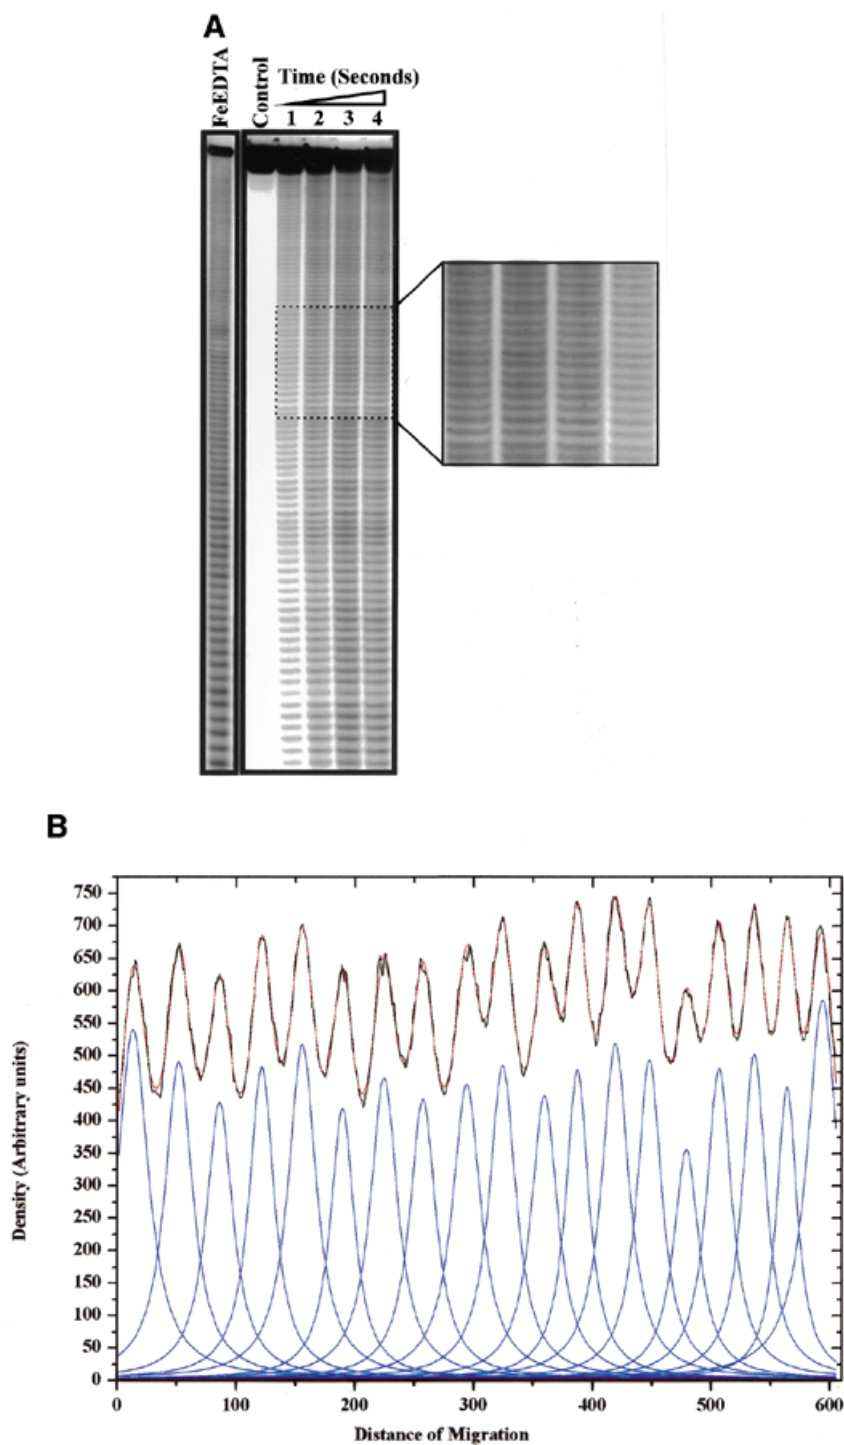 A
FeEDTA
Control
Time (Seconds)
1 2 3 4
B
Density (Arbitrary units)
750
700
650
600
550
500
450
400
350
300
250
200
150
100
50
0
0 100 200 300 400 500 600
Distance of Migration